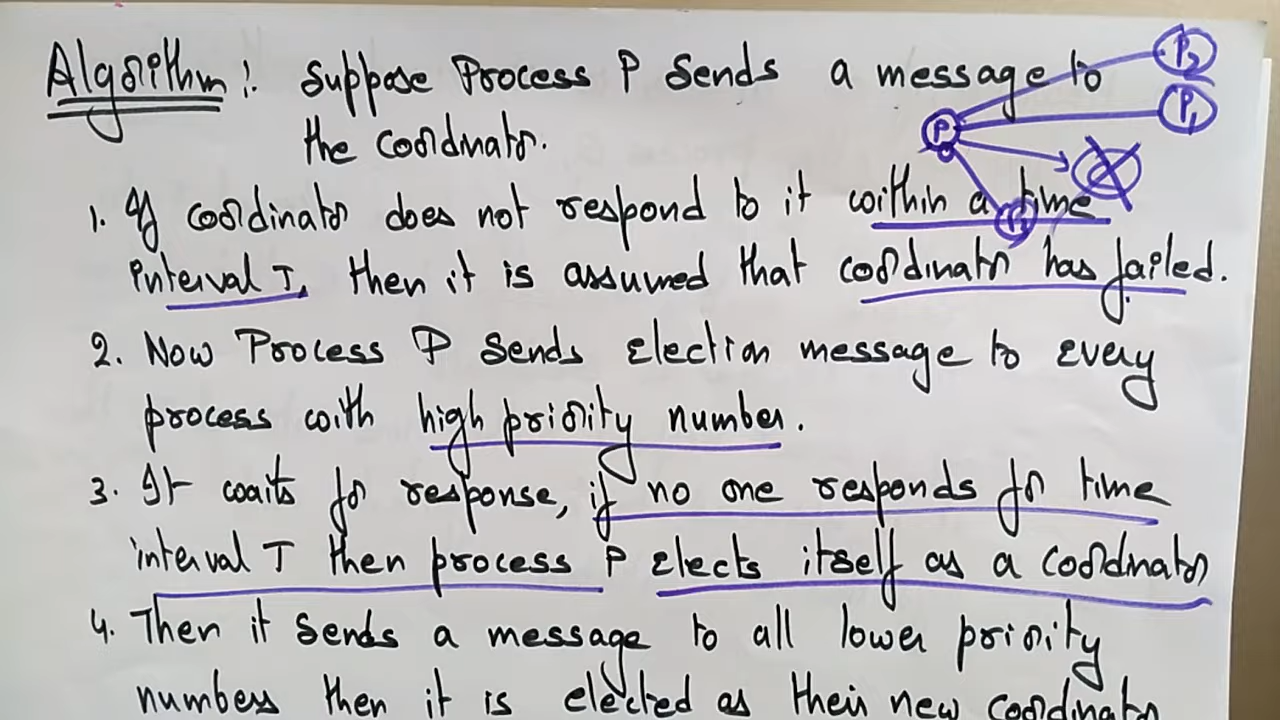 Algorithm:. Suppose Process P sends a message to
the coordinator.
P
P2
P1
1. If coordinator does not respond to it within a time
interval T, then it is assumed that coordinator has failed.
2. Now Process P sends election message to every
process with high priority number.
3. It waits for response, if no one responds for time
interval T then process P elects itself as a coordinator
4. Then it sends a message to all lower priority
numbers then it is elected as their new coordinator